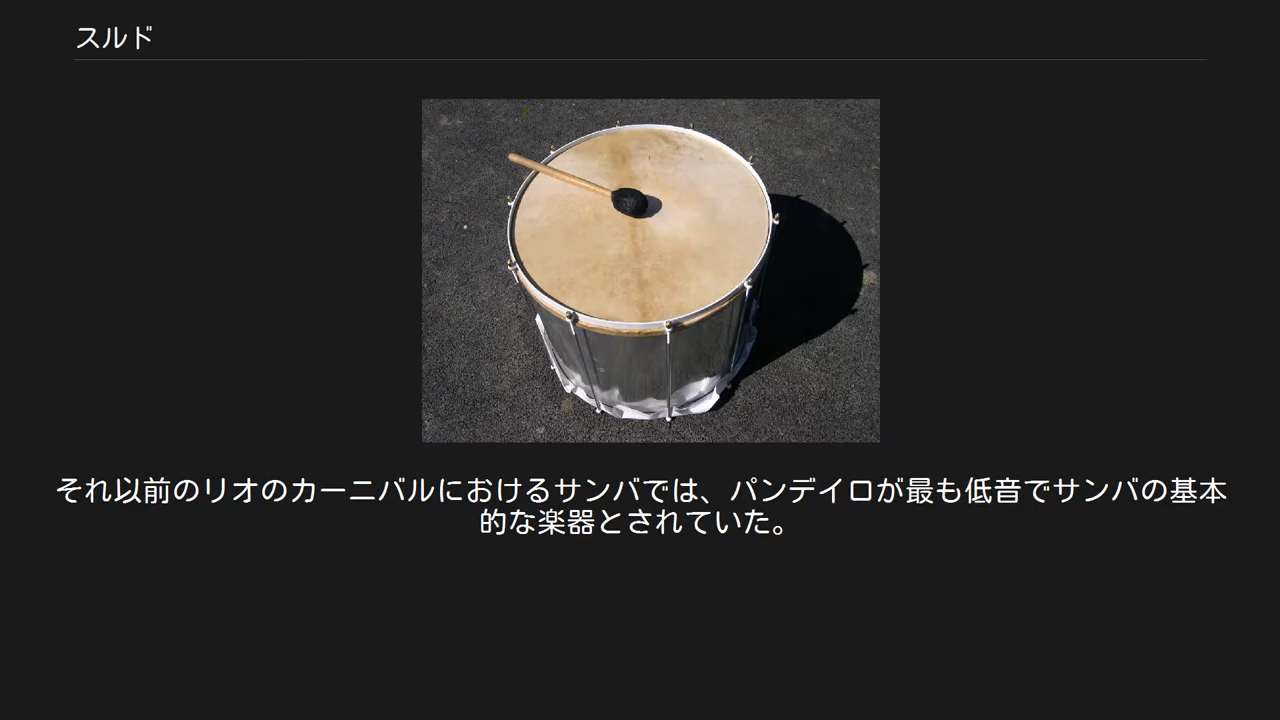 スルド
それ以前のリオのカーニバルにおけるサンバでは、パンデイロが最も低音でサンバの基本
的な楽器とされていた。